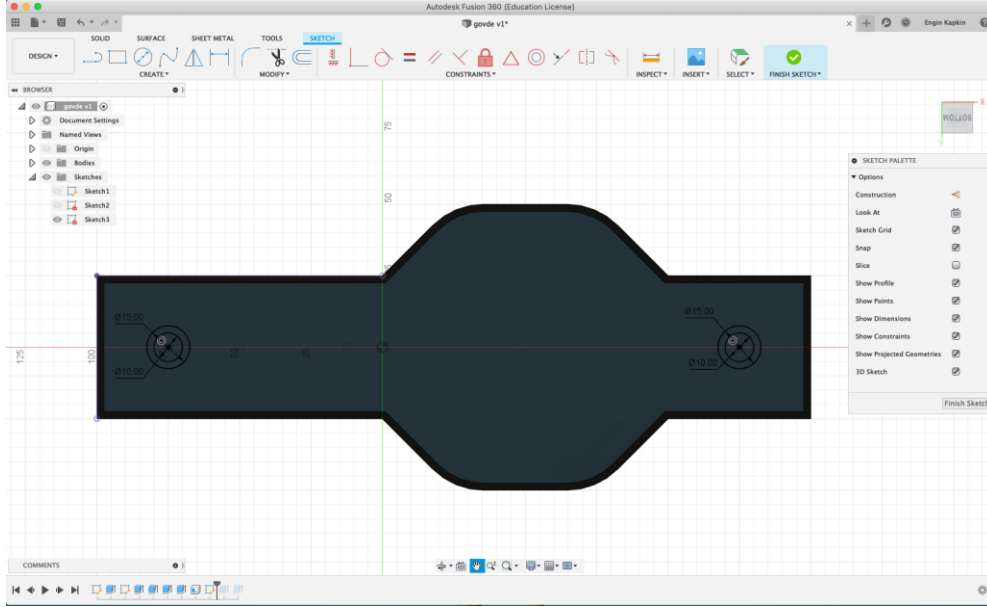 Autodesk Fusion 360 (Education License)
govde v1*
Engin Kapkin
DESIGN
SOLID SURFACE SHEET METAL TOOLS SKETCH
CREATE MODIFY CONSTRAINTS INSPECT INSERT SELECT FINISH SKETCH
BROWSER
govde v1
Document Settings
Named Views
Origin
Bodies
Sketches
Sketch1
Sketch2
Sketch3
75
50
25
125
100
50
25
Ø15.00
Ø10.00
Ø15.00
Ø10.00
BOTTOM
X
SKETCH PALETTE
Options
Construction
Look At
Sketch Grid
Snap
Slice
Show Profile
Show Points
Show Dimensions
Show Constraints
Show Projected Geometries
3D Sketch
Finish Sketch
COMMENTS